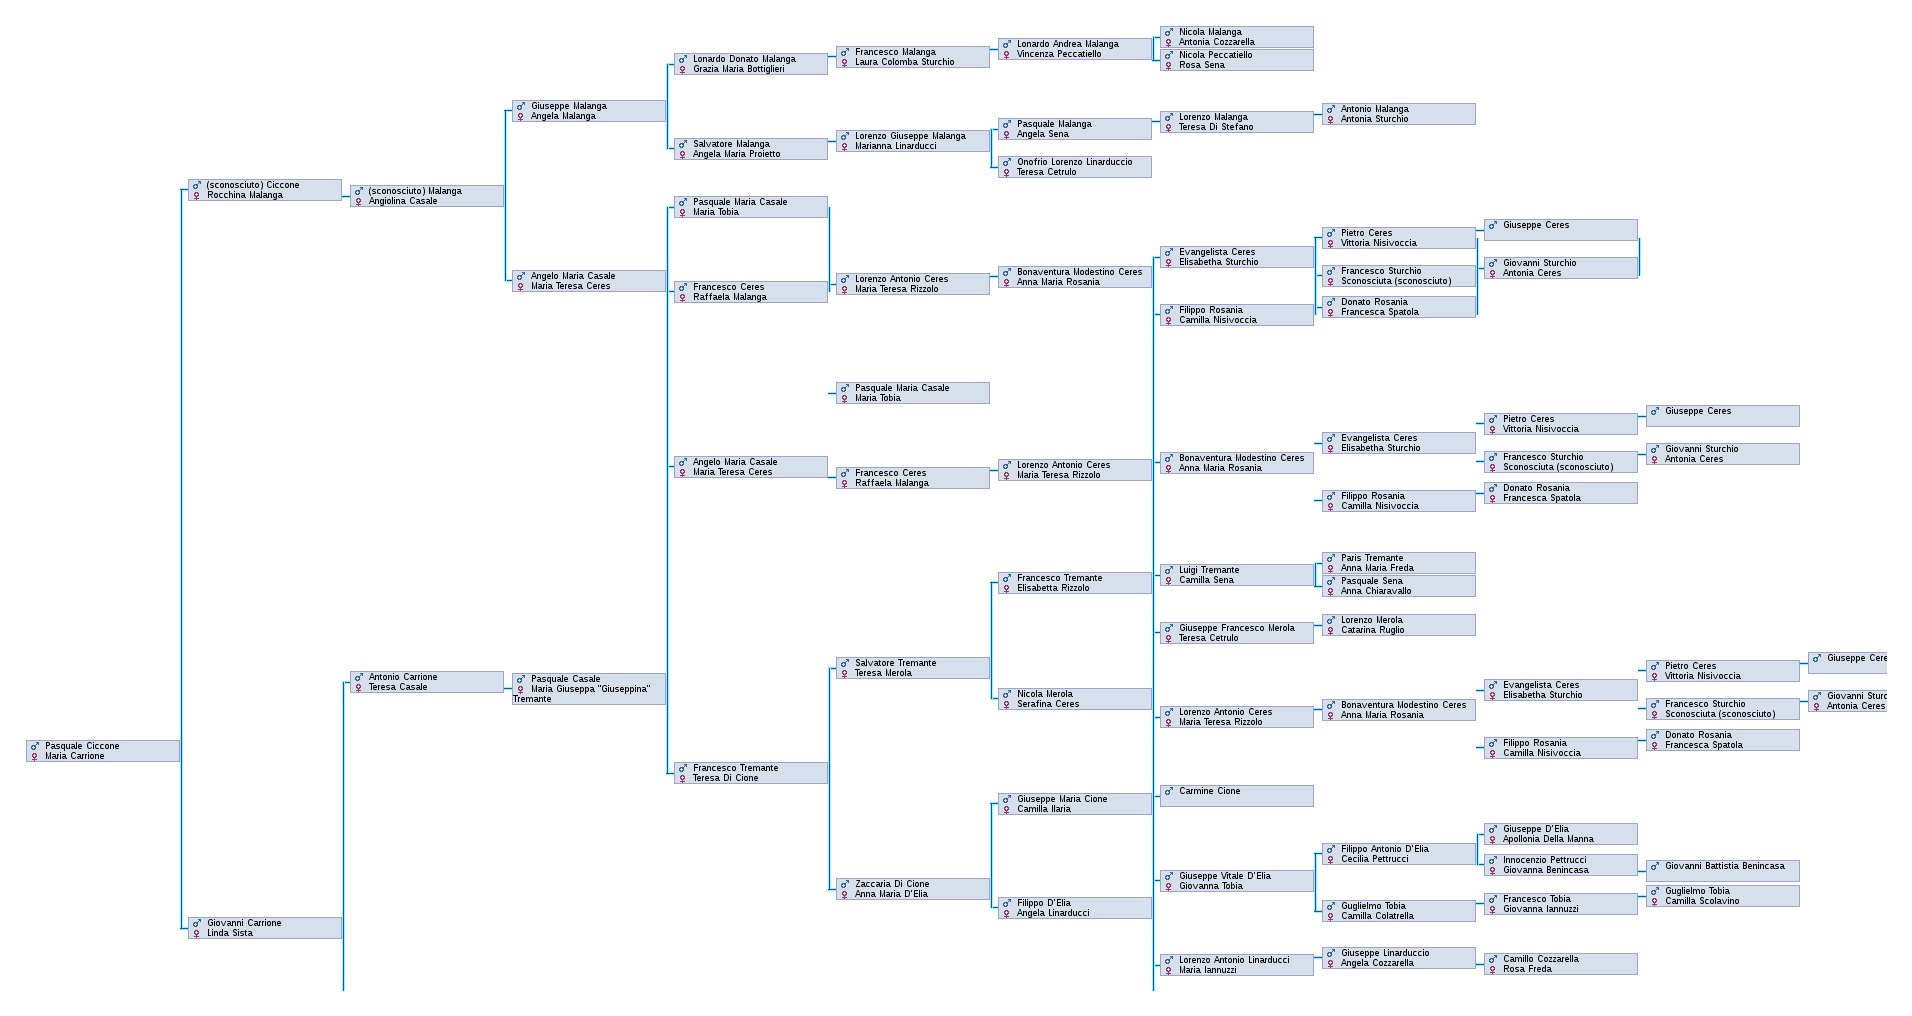 Pasquale Ciccone
Maria Carrione
(sconosciuto) Ciccone
Rocchina Malanga
Giovanni Carrione
Linda Sista
(sconosciuto) Malanga
Angiolina Casale
Antonio Carrione
Teresa Casale
Giuseppe Malanga
Angela Malanga
Angelo Maria Casale
Maria Teresa Ceres
Pasquale Casale
Maria Giuseppa "Giuseppina"
Tremante
Lonardo Donato Malanga
Grazia Maria Bottiglieri
Salvatore Malanga
Angela Maria Proietto
Pasquale Maria Casale
Maria Tobia
Francesco Ceres
Raffaela Malanga
Angelo Maria Casale
Maria Teresa Ceres
Francesco Tremante
Teresa Di Cione
Francesco Malanga
Laura Colomba Sturchio
Lorenzo Giuseppe Malanga
Marianna Linarducci
Lorenzo Antonio Ceres
Maria Teresa Rizzolo
Pasquale Maria Casale
Maria Tobia
Francesco Ceres
Raffaela Malanga
Salvatore Tremante
Teresa Merola
Zaccaria Di Cione
Anna Maria D'Elia
Lonardo Andrea Malanga
Vincenza Peccatiello
Pasquale Malanga
Angela Sena
Onofrio Lorenzo Linarduccio
Teresa Cetrulo
Bonaventura Modestino Ceres
Anna Maria Rosania
Lorenzo Antonio Ceres
Maria Teresa Rizzolo
Francesco Tremante
Elisabetta Rizzolo
Nicola Merola
Serafina Ceres
Giuseppe Maria Cione
Camilla Ilaria
Filippo D'Elia
Angela Linarducci
Nicola Malanga
Antonia Cozzarella
Nicola Peccatiello
Rosa Sena
Lorenzo Malanga
Teresa Di Stefano
Evangelista Ceres
Elisabetha Sturchio
Filippo Rosania
Camilla Nisivoccia
Bonaventura Modestino Ceres
Anna Maria Rosania
Luigi Tremante
Camilla Sena
Giuseppe Francesco Merola
Teresa Cetrulo
Lorenzo Antonio Ceres
Maria Teresa Rizzolo
Carmine Cione
Giuseppe Vitale D'Elia
Giovanna Tobia
Lorenzo Antonio Linarducci
Maria Iannuzzi
Antonio Malanga
Antonia Sturchio
Pietro Ceres
Vittoria Nisivoccia
Francesco Sturchio
Sconosciuta (sconosciuto)
Donato Rosania
Francesca Spatola
Evangelista Ceres
Elisabetha Sturchio
Filippo Rosania
Camilla Nisivoccia
Paris Tremante
Anna Maria Freda
Pasquale Sena
Anna Chiaravallo
Lorenzo Merola
Catarina Ruglio
Bonaventura Modestino Ceres
Anna Maria Rosania
Filippo Antonio D'Elia
Cecilia Pettrucci
Guglielmo Tobia
Camilla Colatrella
Giuseppe Linarduccio
Angela Cozzarella
Giuseppe Ceres
Giovanni Sturchio
Antonia Ceres
Pietro Ceres
Vittoria Nisivoccia
Francesco Sturchio
Sconosciuta (sconosciuto)
Donato Rosania
Francesca Spatola
Evangelista Ceres
Elisabetha Sturchio
Filippo Rosania
Camilla Nisivoccia
Giuseppe D'Elia
Apollonia Della Manna
Innocenzio Pettrucci
Giovanna Benincasa
Francesco Tobia
Giovanna Iannuzzi
Camillo Cozzarella
Rosa Freda
Giuseppe Ceres
Giovanni Sturchio
Antonia Ceres
Pietro Ceres
Vittoria Nisivoccia
Francesco Sturchio
Sconosciuta (sconosciuto)
Donato Rosania
Francesca Spatola
Giovanni Battistia Benincasa
Guglielmo Tobia
Camilla Scolavino
Giuseppe Cere
Giovanni Sturc
Antonia Ceres